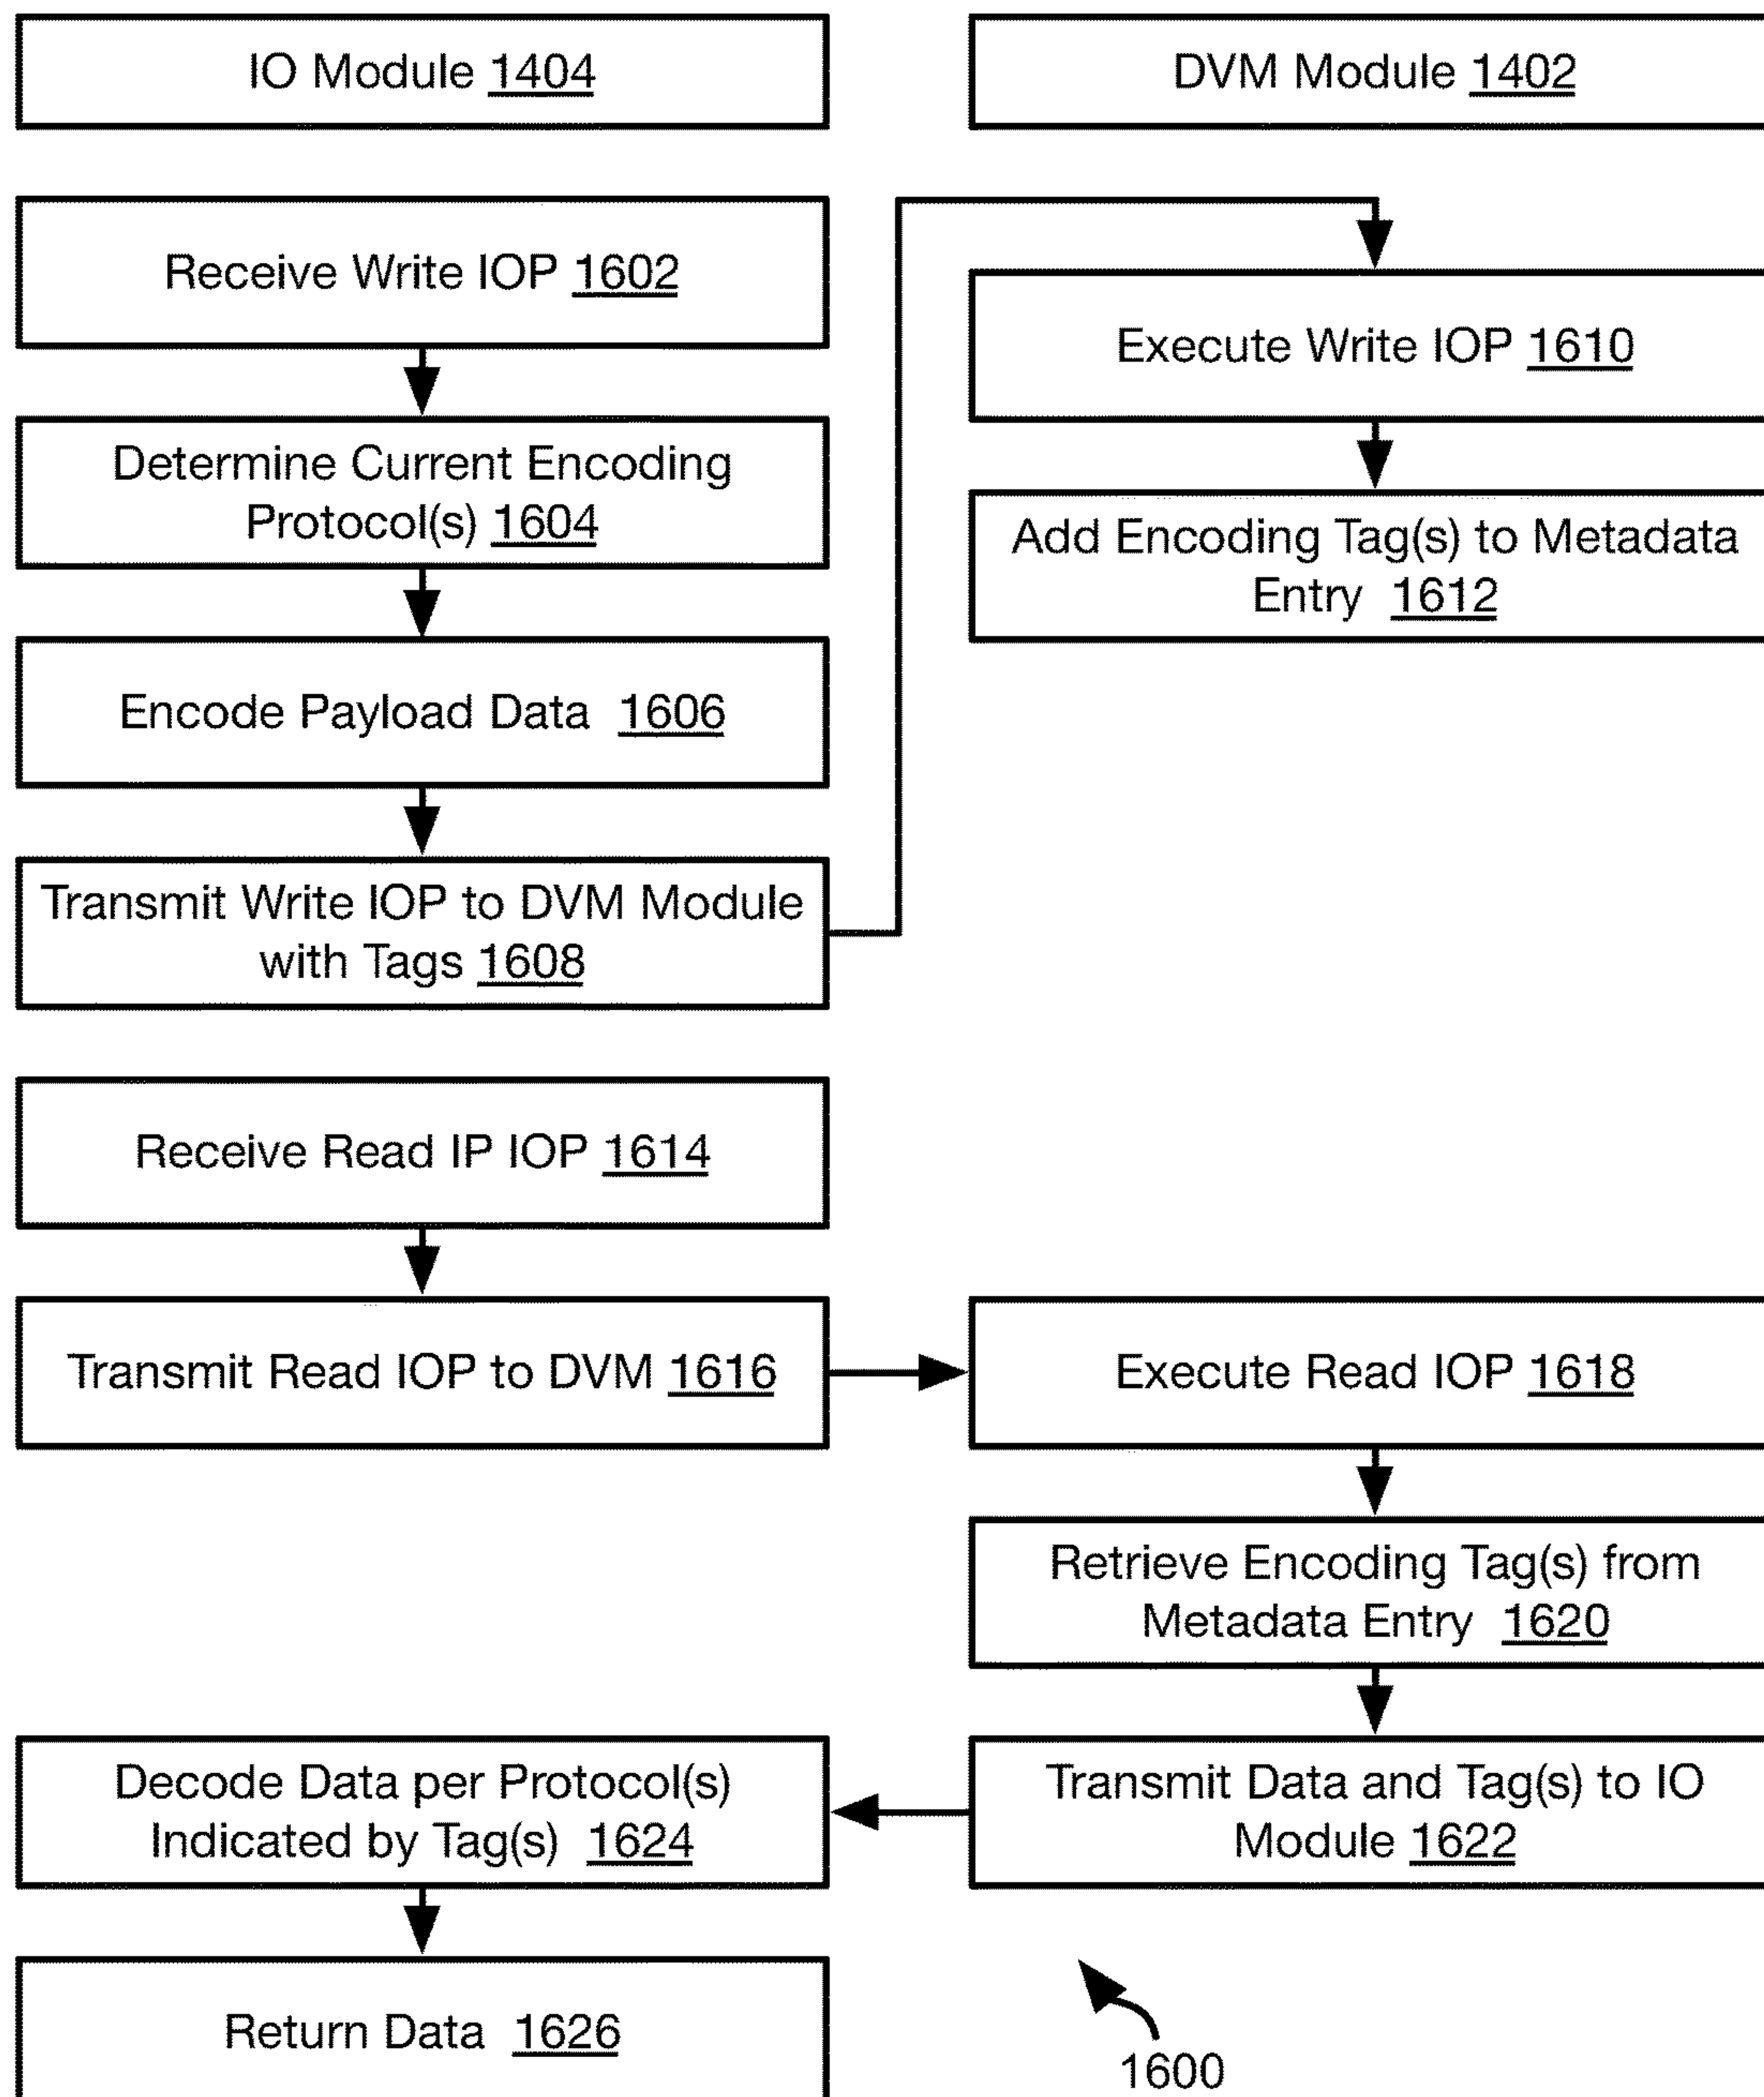 IO Module 1404
DVM Module 1402
Receive Write IOP 1602
Determine Current Encoding
Protocol(s) 1604
Encode Payload Data 1606
Transmit Write IOP to DVM Module
with Tags 1608
Execute Write IOP 1610
Add Encoding Tag(s) to Metadata
Entry 1612
Receive Read IP IOP 1614
Transmit Read IOP to DVM 1616
Execute Read IOP 1618
Retrieve Encoding Tag(s) from
Metadata Entry 1620
Transmit Data and Tag(s) to IO
Module 1622
Decode Data per Protocol(s)
Indicated by Tag(s) 1624
Return Data 1626
1600